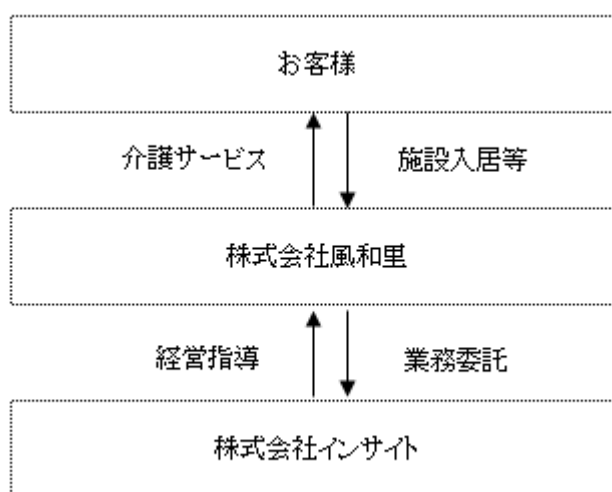 お客様
介護サービス
施設入居等
株式会社風和里
経営指導
業務委託
株式会社インサイト